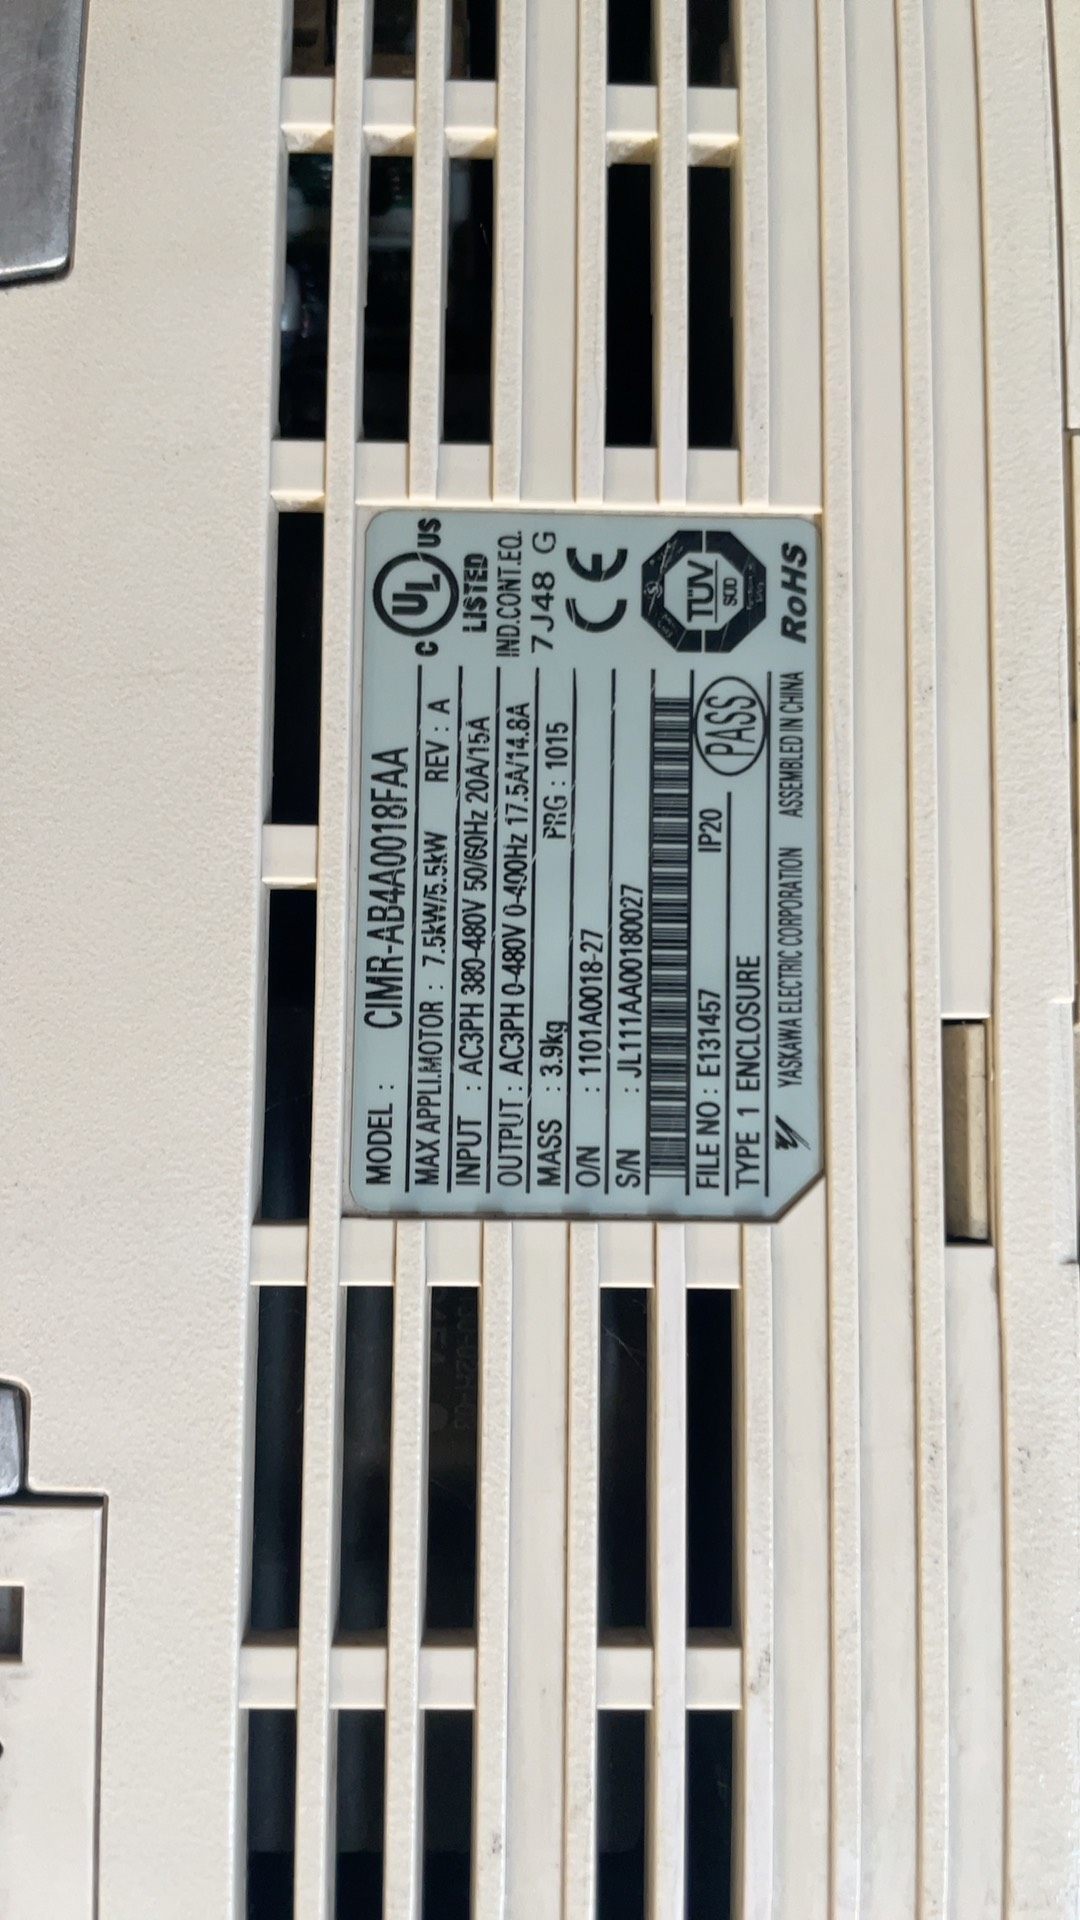 MODEL : CIMR-AB4A0018FAA
MAX APPLI.MOTOR : 7.5kW/5.5kW REV : A
INPUT : AC3PH 380-480V 50/60Hz 20A/15A
OUTPUT : AC3PH 0-480V 0-400Hz 17.5A/14.8A
MASS : 3.9kg PRG : 1015
O/N : 1101A0018-27
S/N : JL111AA00180027
FILE NO : E131457 IP20
TYPE 1 ENCLOSURE
PASS
YASKAWA ELECTRIC CORPORATION ASSEMBLED IN CHINA
C UL US
LISTED
IND.CONT.EQ.
7J48 G
CE
TÜV
SÜD
RoHS